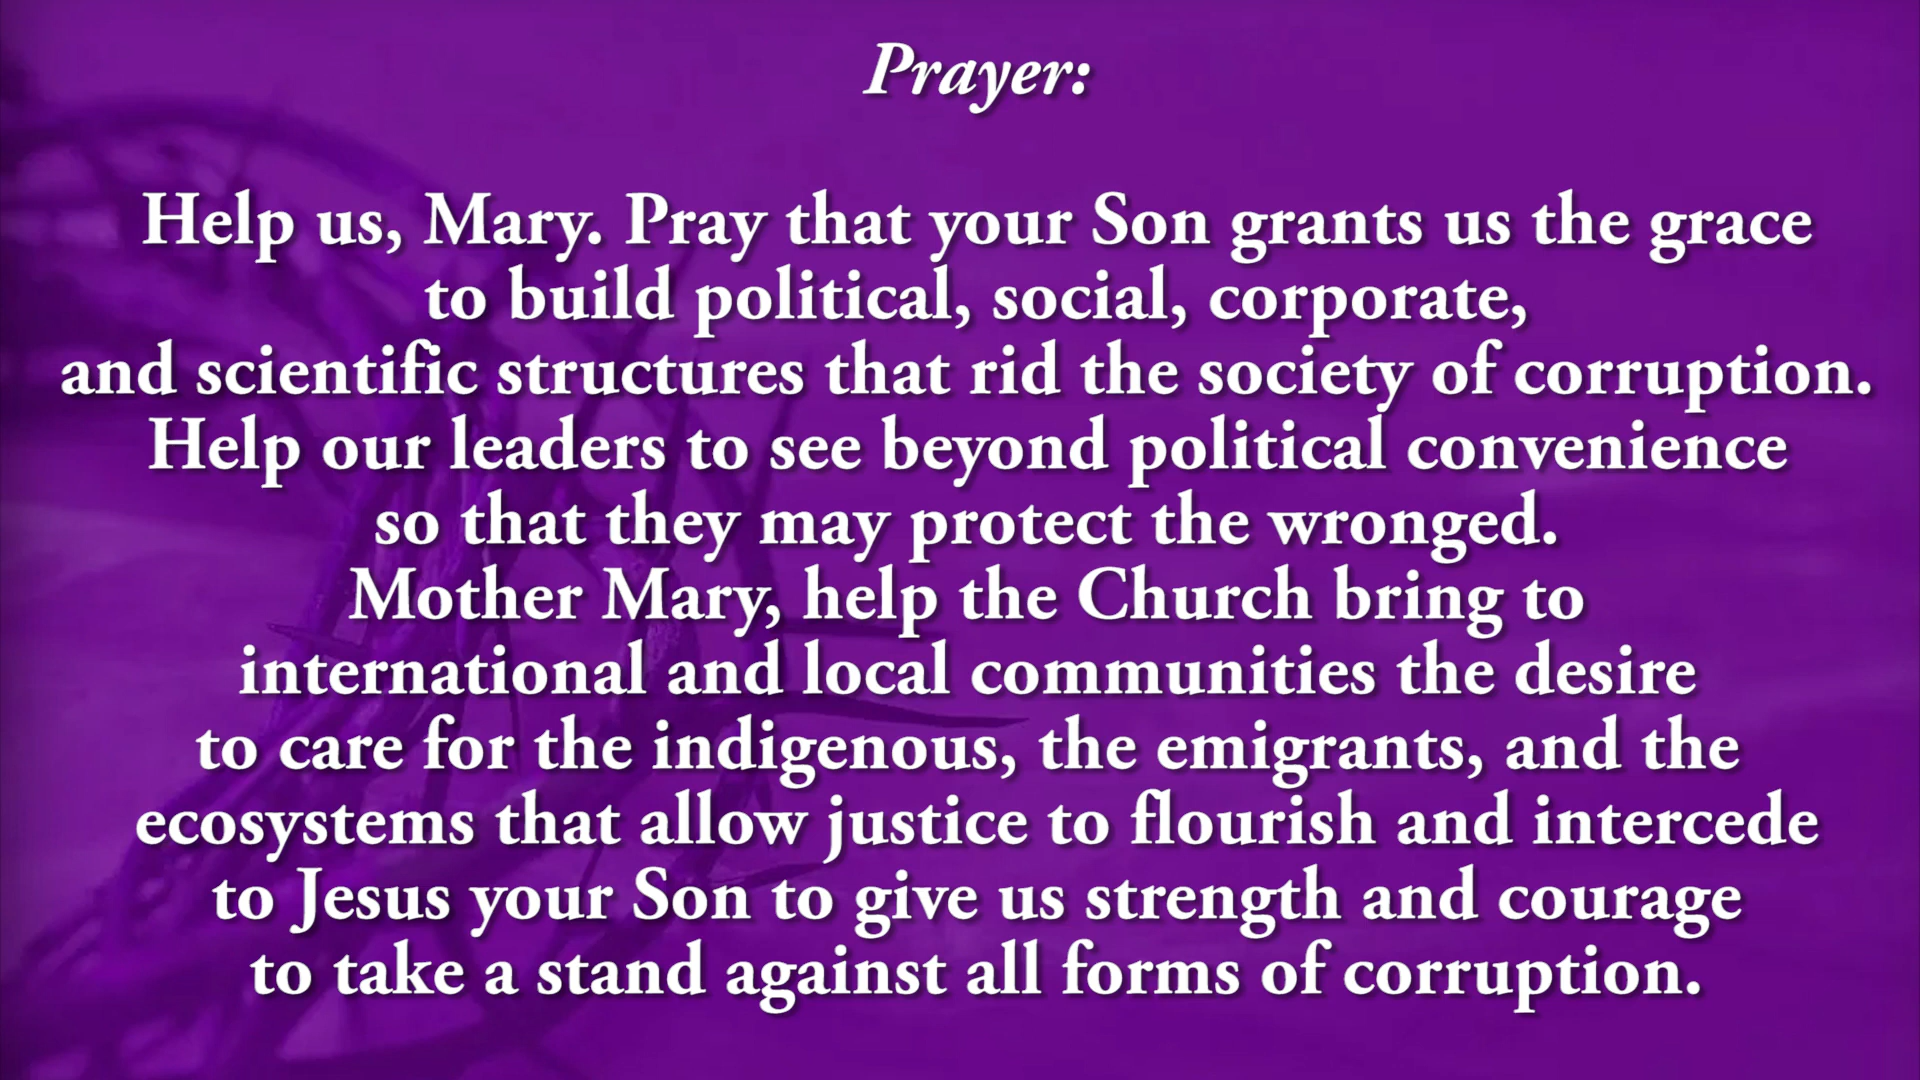 Prayer:
Help us, Mary. Pray that your Son grants us the grace
to build political, social, corporate,
and scientific structures that rid the society of corruption.
Help our leaders to see beyond political convenience
so that they may protect the wronged.
Mother Mary, help the Church bring to
international and local communities the desire
to care for the indigenous, the emigrants, and the
ecosystems that allow justice to flourish and intercede
to Jesus your Son to give us strength and courage
to take a stand against all forms of corruption.